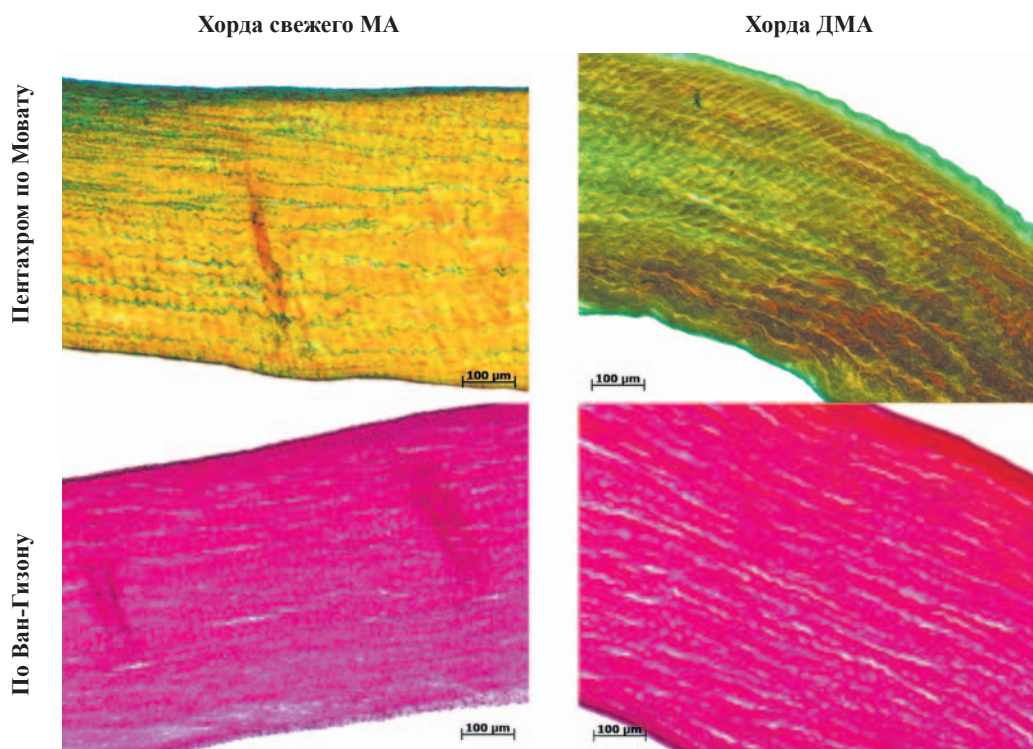 Хорда свежего МА
Хорда ДМА
Пентахром по Мовату
100 µm
100 µm
По Ван-Гизону
100 µm
100 µm